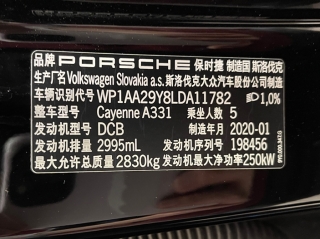 品牌 PORSCHE 保时捷 制造国 斯洛伐克
生产厂名 Volkswagen Slovakia a.s. 斯洛伐克大众汽车股份制公司
车辆识别代号 WP1AA29Y8LDA11782 1,0%
整车型号 Cayenne A331 乘坐人数 5
发动机型号 DCB 制造年月 2020-01
发动机排量 2995mL 发动机序列号 198456
最大允许总质量 2830kg 发动机最大净功率 250kW